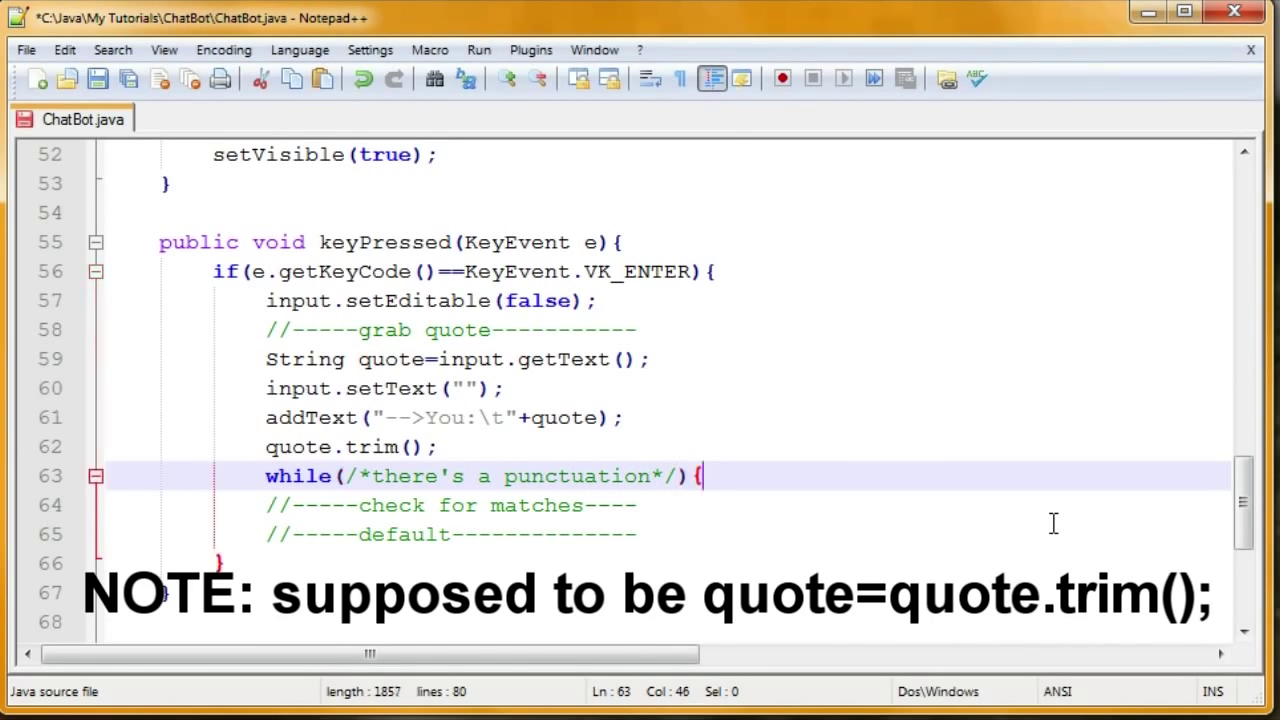 *C:\Java\My Tutorials\ChatBot\ChatBot.java - Notepad++
File Edit Search View Encoding Language Settings Macro Run Plugins Window ? X
ABC
ChatBot.java
52 setVisible(true);
53 }
54
55 public void keyPressed(KeyEvent e){
56 if(e.getKeyCode()==KeyEvent.VK_ENTER){
57 input.setEditable(false);
58 //-----grab quote-----------
59 String quote=input.getText();
60 input.setText("");
61 addText("-->You:\t"+quote);
62 quote.trim();
63 while(/*there's a punctuation*/){
64 //-----check for matches----
65 //-----default--------------
66 }
67 }
NOTE: supposed to be quote=quote.trim();
68
Java source file length : 1857 lines : 80 Ln : 63 Col : 46 Sel : 0 Dos\Windows ANSI INS